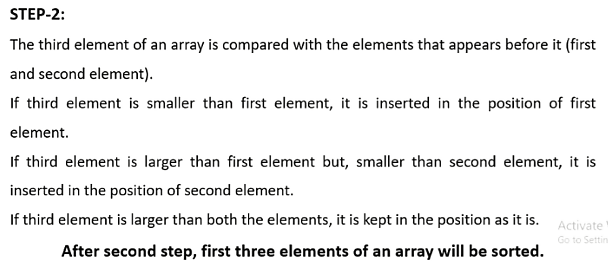 STEP-2:
The third element of an array is compared with the elements that appears before it (first
and second element).
If third element is smaller than first element, it is inserted in the position of first
element.
If third element is larger than first element but, smaller than second element, it is
inserted in the position of second element.
If third element is larger than both the elements, it is kept in the position as it is.
Activate
Go to Settin
After second step, first three elements of an array will be sorted.